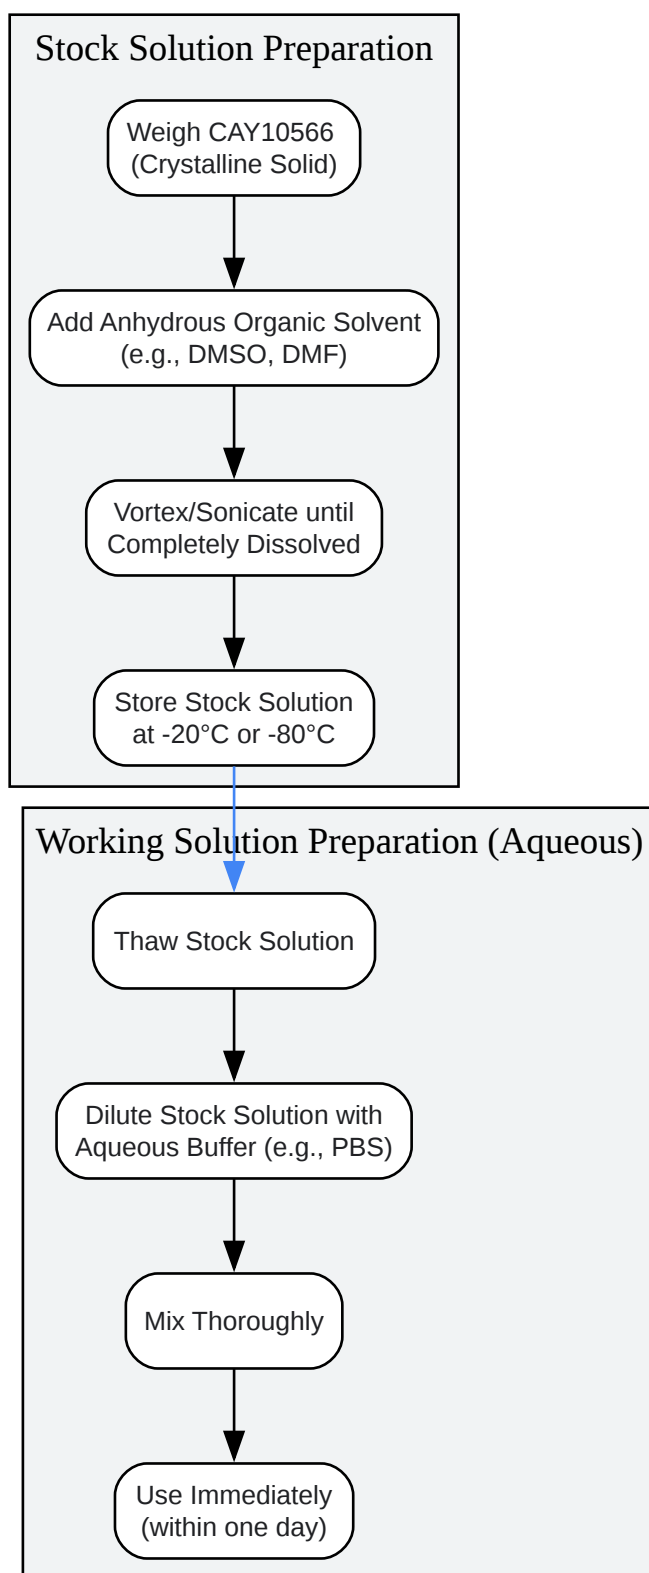 Stock Solution Preparation
Weigh CAY10566
(Crystalline Solid)
Add Anhydrous Organic Solvent
(e.g., DMSO, DMF)
Vortex/Sonicate until
Completely Dissolved
Store Stock Solution
at -20°C or -80°C
Working Solution Preparation (Aqueous)
Thaw Stock Solution
Dilute Stock Solution with
Aqueous Buffer (e.g., PBS)
Mix Thoroughly
Use Immediately
(within one day)